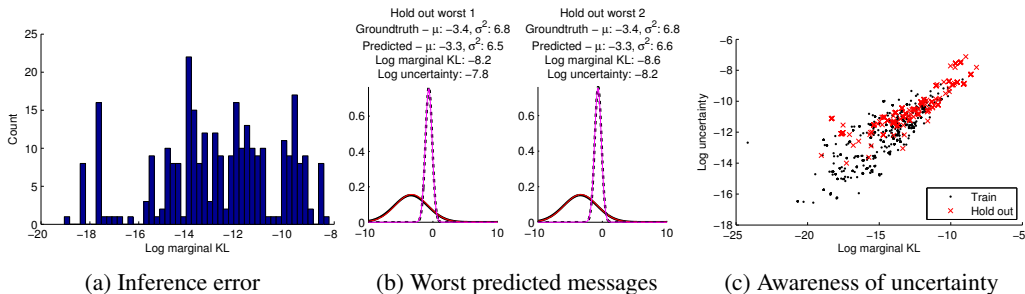 25
20
15
10
5
0
Count
−20
−18
−16
−14
−12
−10
−8
Log marginal KL
(a) Inference error
Hold out worst 1
Groundtruth − μ: −3.4, σ²: 6.8
Predicted − μ: −3.3, σ²: 6.5
Log marginal KL: −8.2
Log uncertainty: −7.8
0.6
0.4
0.2
0
−10
0
10
Hold out worst 2
Groundtruth − μ: −3.4, σ²: 6.8
Predicted − μ: −3.3, σ²: 6.6
Log marginal KL: −8.6
Log uncertainty: −8.2
0.6
0.4
0.2
0
−10
0
10
(b) Worst predicted messages
−6
−8
−10
−12
−14
−16
−18
Log uncertainty
−25
−20
−15
−10
−5
Log marginal KL
Train
Hold out
(c) Awareness of uncertainty